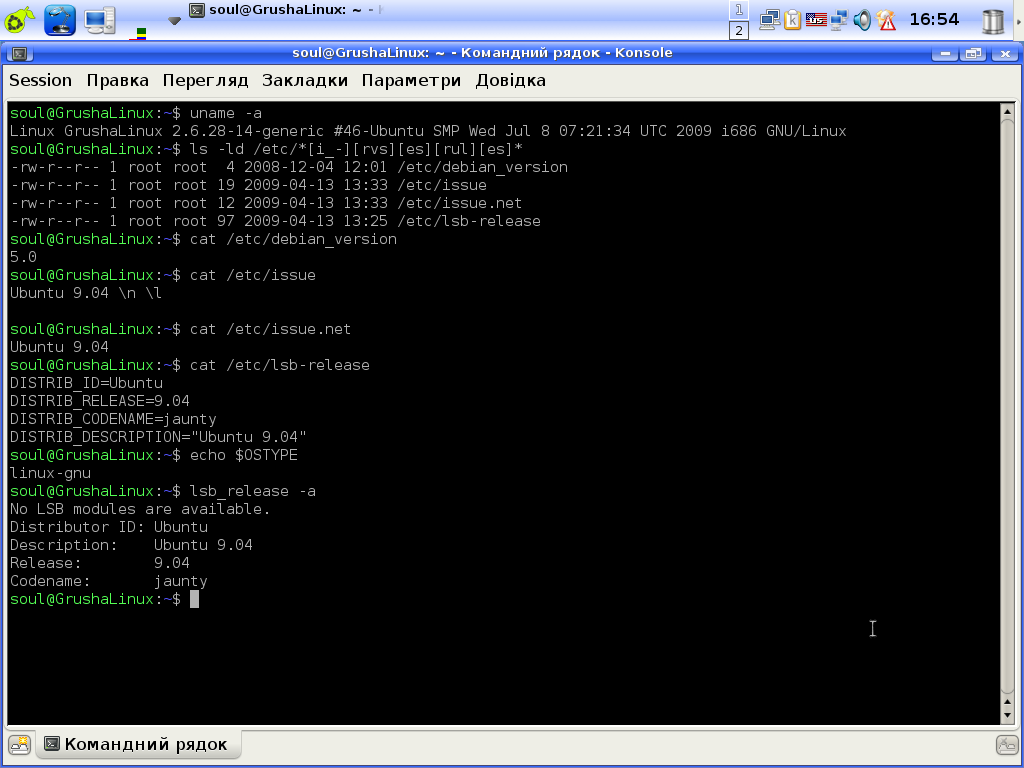 soul@GrushaLinux: ~ -
1
2
16:54
soul@GrushaLinux: ~ - Командний рядок - Konsole
Session Правка Перегляд Закладки Параметри Довідка
soul@GrushaLinux:~$ uname -a
Linux GrushaLinux 2.6.28-14-generic #46-Ubuntu SMP Wed Jul 8 07:21:34 UTC 2009 i686 GNU/Linux
soul@GrushaLinux:~$ ls -ld /etc/*[i_-][rvs][es][rul][es]*
-rw-r--r-- 1 root root  4 2008-12-04 12:01 /etc/debian_version
-rw-r--r-- 1 root root 19 2009-04-13 13:33 /etc/issue
-rw-r--r-- 1 root root 12 2009-04-13 13:33 /etc/issue.net
-rw-r--r-- 1 root root 97 2009-04-13 13:25 /etc/lsb-release
soul@GrushaLinux:~$ cat /etc/debian_version
5.0
soul@GrushaLinux:~$ cat /etc/issue
Ubuntu 9.04 \n \l
soul@GrushaLinux:~$ cat /etc/issue.net
Ubuntu 9.04
soul@GrushaLinux:~$ cat /etc/lsb-release
DISTRIB_ID=Ubuntu
DISTRIB_RELEASE=9.04
DISTRIB_CODENAME=jaunty
DISTRIB_DESCRIPTION="Ubuntu 9.04"
soul@GrushaLinux:~$ echo $OSTYPE
linux-gnu
soul@GrushaLinux:~$ lsb_release -a
No LSB modules are available.
Distributor ID: Ubuntu
Description:    Ubuntu 9.04
Release:        9.04
Codename:       jaunty
soul@GrushaLinux:~$
Командний рядок